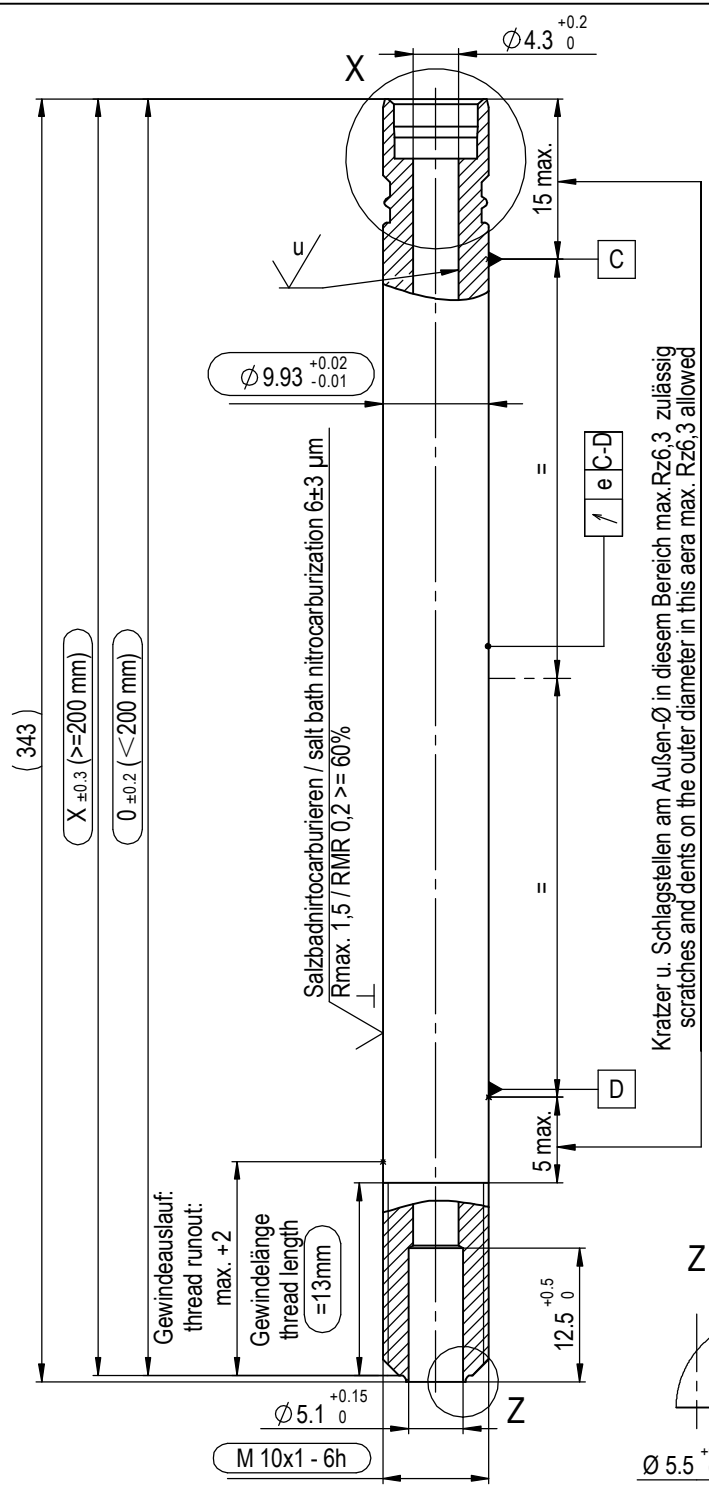 Ø4.3 +0.2 0
X
15 max.
u
C
Ø9.93 +0.02 -0.01
e C-D
=
=
Kratzer u. Schlagstellen am Außen-Ø in diesem Bereich max.Rz6,3 zulässig
scratches and dents on the outer diameter in this aera max. Rz6,3 allowed
Salzbadnirtocarburieren / salt bath nitrocarburization 6±3 µm
Rmax. 1,5 / RMR 0,2 >= 60%
(343)
X ±0.3 (>=200 mm)
0 ±0.2 (<200 mm)
D
5 max.
Gewindeauslauf:
thread runout:
max. +2
Gewindelänge
thread length
=13mm
12.5 +0.5 0
Z
Ø5.1 +0.15 0
Z
M 10x1 - 6h
Ø 5.5 +